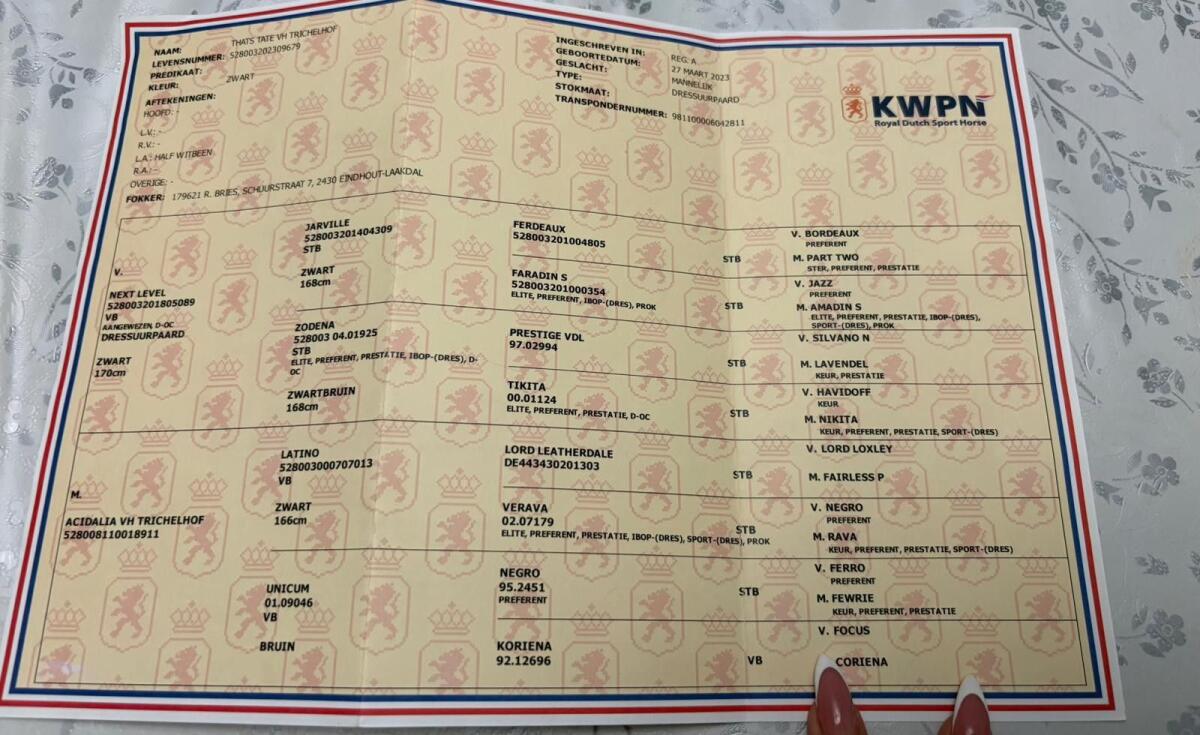 NAAM: THATS TATE VH TRICHELHOF
LEVENSNUMMER: 528003202309679
PREDIKAAT:
KLEUR: ZWART
AFTEKENINGEN:
HOOFD: -
L.V.: -
R.V.: -
L.A.: HALF WITBEEN
R.A.: -
OVERIGE: -
FOKKER: 179621 R. BRIES, SCHUURSTRAAT 7, 2430 EINDHOUT-LAAKDAL
INGESCHREVEN IN: REG. A
GEBOORTEDATUM: 27 MAART 2023
GESLACHT: MANNELIJK
TYPE: DRESSUURPAARD
STOKMAAT:
TRANSPONDERNUMMER: 981100006042811
KWPN
Royal Dutch Sport Horse
V.
NEXT LEVEL
528003201805089
VB
AANGEWEZEN, D-OC
DRESSUURPAARD
ZWART
170cm
JARVILLE
528003201404309
STB
ZWART
168cm
ZODENA
528003 04.01925
STB
ELITE, PREFERENT, PRESTATIE, IBOP-(DRES), D-
OC
ZWARTBRUIN
168cm
FERDEAUX
528003201004805
STB
FARADIN S
528003201000354
ELITE, PREFERENT, IBOP-(DRES), PROK
STB
PRESTIGE VDL
97.02994
STB
TIKITA
00.01124
ELITE, PREFERENT, PRESTATIE, D-OC
STB
V. BORDEAUX
PREFERENT
M. PART TWO
STER, PREFERENT, PRESTATIE
V. JAZZ
PREFERENT
M. AMADIN S
ELITE, PREFERENT, PRESTATIE, IBOP-(DRES),
SPORT-(DRES), PROK
V. SILVANO N
M. LAVENDEL
KEUR, PRESTATIE
V. HAVIDOFF
KEUR
M. NIKITA
KEUR, PREFERENT, PRESTATIE, SPORT-(DRES)
M.
ACIDALIA VH TRICHELHOF
528008110018911
LATINO
528003000707013
VB
ZWART
166cm
UNICUM
01.09046
VB
BRUIN
LORD LEATHERDALE
DE443430201303
STB
VERAVA
02.07179
STB
ELITE, PREFERENT, PRESTATIE, IBOP-(DRES), SPORT-(DRES), PROK
NEGRO
95.2451
PREFERENT
STB
KORIENA
92.12696
VB
V. LORD LOXLEY
M. FAIRLESS P
V. NEGRO
PREFERENT
M. RAVA
KEUR, PREFERENT, PRESTATIE, SPORT-(DRES)
V. FERRO
PREFERENT
M. FEWRIE
KEUR, PREFERENT, PRESTATIE
V. FOCUS
CORIENA